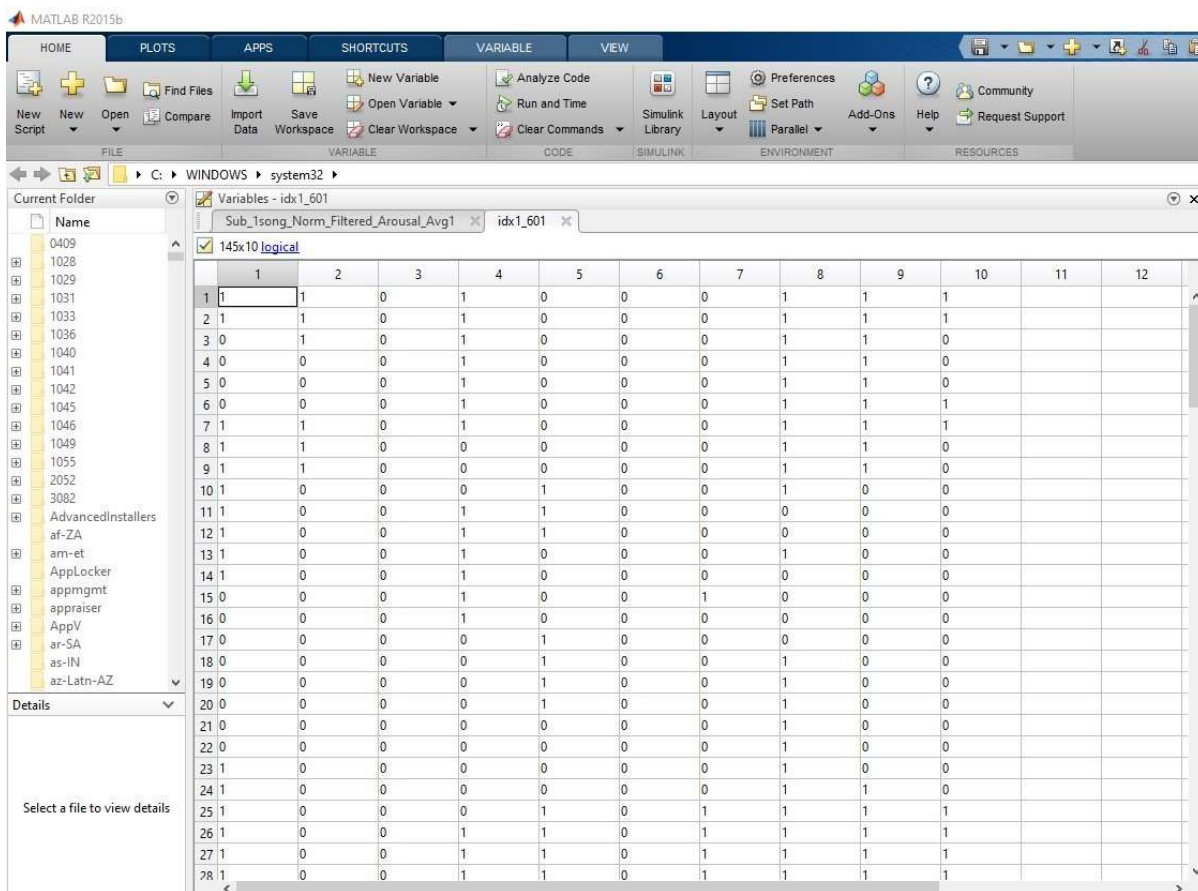 MATLAB R2015b
HOME PLOTS APPS SHORTCUTS VARIABLE VIEW
New Script New Open Find Files Compare Import Data Save Workspace New Variable Open Variable Clear Workspace Analyze Code Run and Time Clear Commands Simulink Library Layout Preferences Set Path Parallel Add-Ons Help Community Request Support
FILE VARIABLE CODE SIMULINK ENVIRONMENT RESOURCES
C: WINDOWS system32
Current Folder
Name
0409
1028
1029
1031
1033
1036
1040
1041
1042
1045
1046
1049
1055
2052
3082
AdvancedInstallers
af-ZA
am-et
AppLocker
appmgmt
appraiser
AppV
ar-SA
as-IN
az-Latn-AZ
Details
Select a file to view details
Variables - idx1_601
Sub_1song_Norm_Filtered_Arousal_Avg1 idx1_601
145x10 logical
1 2 3 4 5 6 7 8 9 10 11 12
1 1 1 0 1 0 0 0 1 1 1
2 1 1 0 1 0 0 0 1 1 1
3 0 1 0 1 0 0 0 1 1 0
4 0 0 0 1 0 0 0 1 1 0
5 0 0 0 1 0 0 0 1 1 0
6 0 0 0 1 0 0 0 1 1 1
7 1 1 0 1 0 0 0 1 1 1
8 1 1 0 0 0 0 0 1 1 0
9 1 1 0 0 0 0 0 1 1 0
10 1 0 0 0 1 0 0 1 0 0
11 1 0 0 1 1 0 0 0 0 0
12 1 0 0 1 1 0 0 0 0 0
13 1 0 0 1 0 0 0 1 0 0
14 1 0 0 1 0 0 0 0 0 0
15 0 0 0 1 0 0 1 0 0 0
16 0 0 0 1 0 0 0 0 0 0
17 0 0 0 0 1 0 0 0 0 0
18 0 0 0 0 1 0 0 1 0 0
19 0 0 0 0 1 0 0 1 0 0
20 0 0 0 0 1 0 0 1 0 0
21 0 0 0 0 0 0 0 1 0 0
22 0 0 0 0 0 0 0 1 0 0
23 1 0 0 0 0 0 0 1 0 0
24 1 0 0 0 0 0 0 1 1 0
25 1 0 0 0 1 0 1 1 1 1
26 1 0 0 1 1 0 1 1 1 1
27 1 0 0 1 1 0 1 1 1 1
28 1 0 0 1 1 0 1 1 1 1